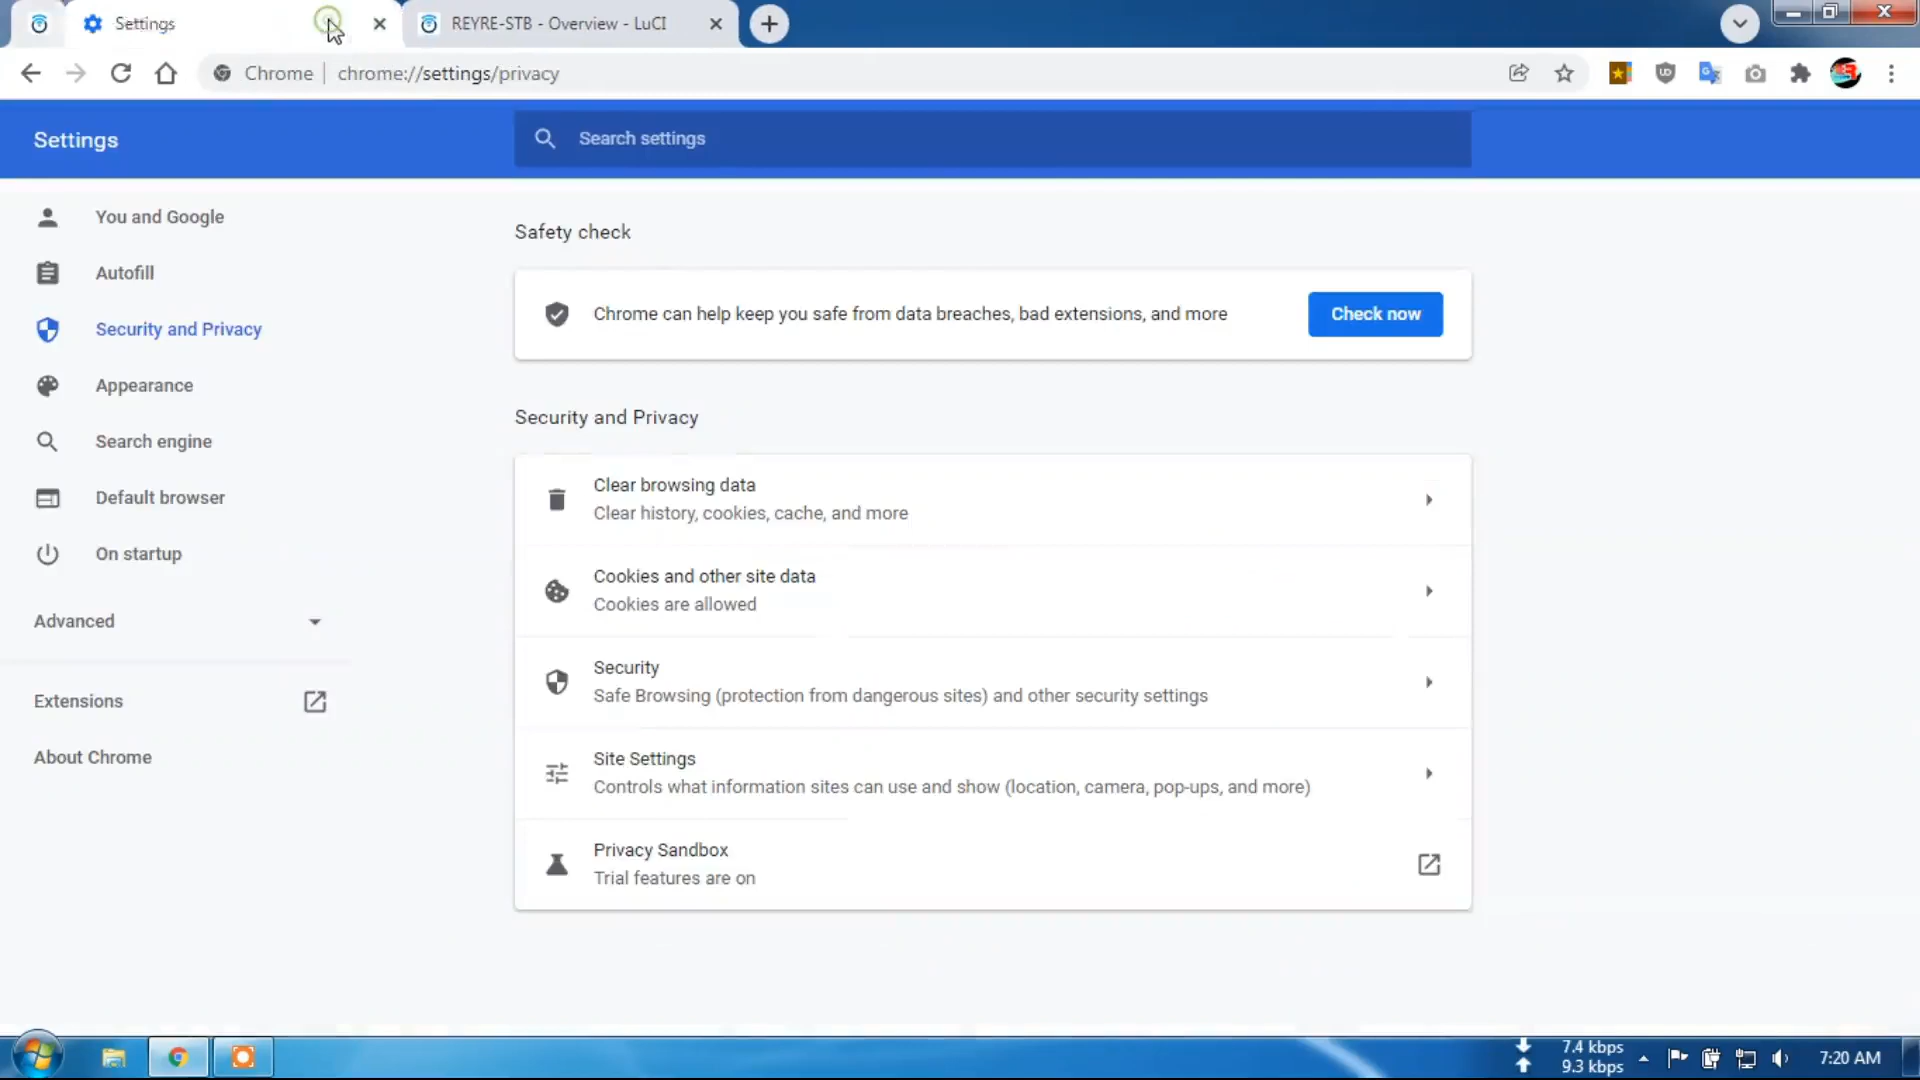 Settings
REYRE-STB - Overview - LuCI
Chrome
chrome://settings/privacy
Settings
Search settings
You and Google
Autofill
Security and Privacy
Appearance
Search engine
Default browser
On startup
Advanced
Extensions
About Chrome
Safety check
Chrome can help keep you safe from data breaches, bad extensions, and more
Check now
Security and Privacy
Clear browsing data
Clear history, cookies, cache, and more
Cookies and other site data
Cookies are allowed
Security
Safe Browsing (protection from dangerous sites) and other security settings
Site Settings
Controls what information sites can use and show (location, camera, pop-ups, and more)
Privacy Sandbox
Trial features are on
7.4 kbps
9.3 kbps
7:20 AM